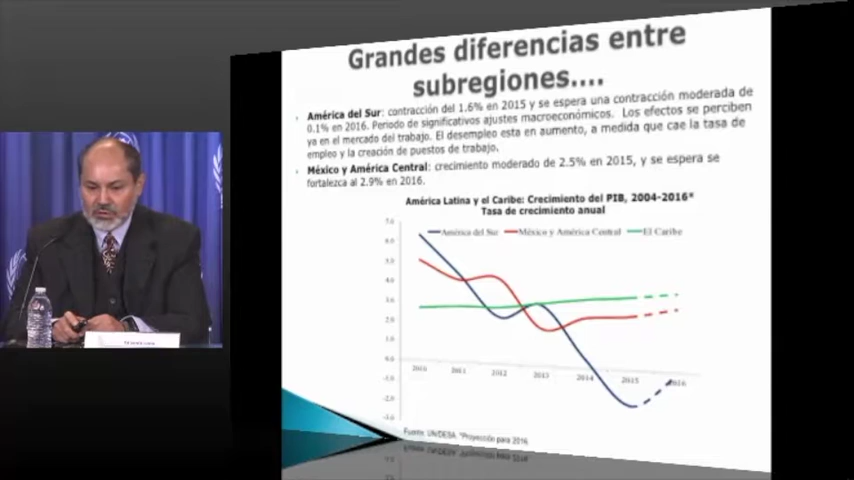 Grandes diferencias entre
subregiones....
América del Sur: contracción del 1.6% en 2015 y se espera una contracción moderada de
0.1% en 2016. Periodo de significativos ajustes macroeconómicos. Los efectos se perciben
ya en el mercado del trabajo. El desempleo esta en aumento, a medida que cae la tasa de
empleo y la creación de puestos de trabajo.
México y América Central: crecimiento moderado de 2.5% en 2015, y se espera se
fortalezca al 2.9% en 2016.
América Latina y el Caribe: Crecimiento del PIB, 2004-2016*
Tasa de crecimiento anual
7.0
América del Sur México y América Central El Caribe
6.0
5.0
4.0
3.0
2.0
1.0
0.0
2010 2011 2012 2013 2014 2015 2016
-1.0
-2.0
-3.0
Fuente: UN/DESA. *Proyección para 2016